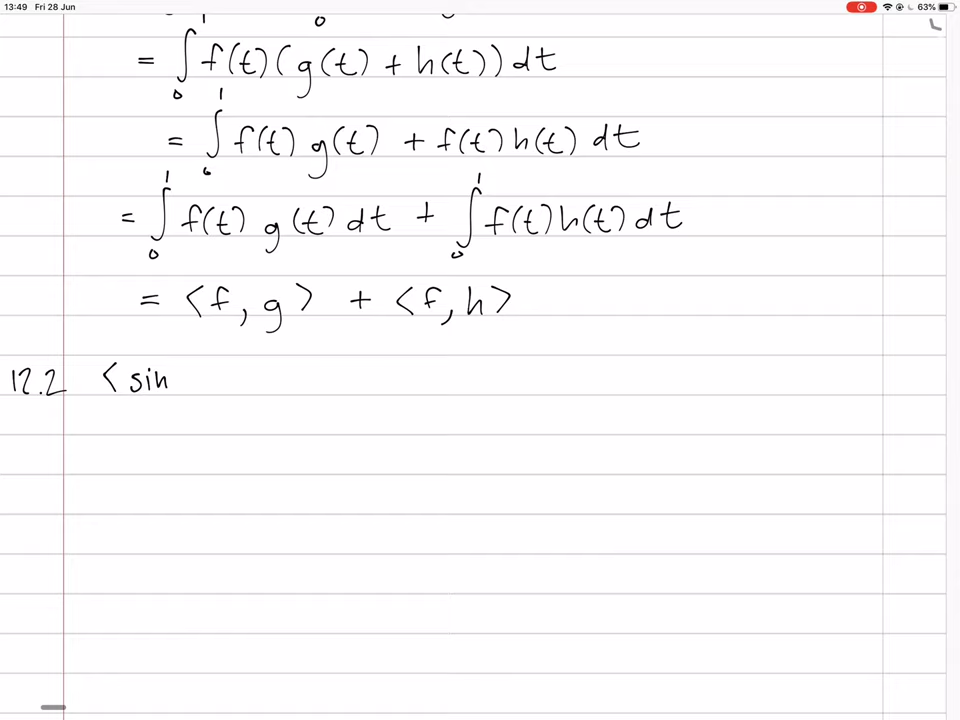 13:49 Fri 28 Jun 63%
= ∫₀¹ f(t)(g(t) + h(t)) dt
= ∫₀¹ f(t) g(t) + f(t) h(t) dt
= ∫₀¹ f(t) g(t) dt + ∫₀¹ f(t) h(t) dt
= <f, g> + <f, h>
12.2 < sin